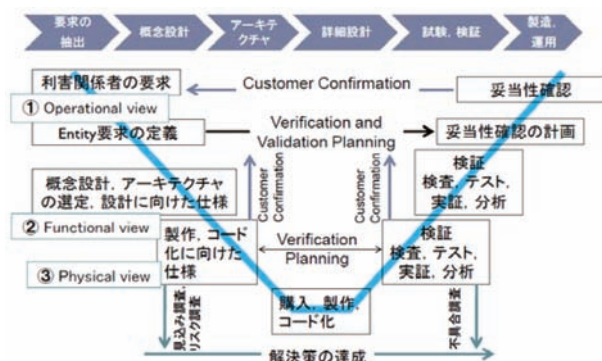 要求の
抽出
概念設計
アーキテ
クチャ
詳細設計
試験，検証
製造，
運用
利害関係者の要求
Customer Confirmation
妥当性確認
① Operational view
Entity要求の定義
Verification and
Validation Planning
妥当性確認の計画
概念設計，アーキテクチャ
の選定，設計に向けた仕様
Customer
Confirmation
Customer
Confirmation
検証
検査，テスト，
実証，分析
② Functional view
製作，コード
化に向けた
仕様
Verification
Planning
検証
検査，テスト，
実証，分析
③ Physical view
見込み調査，
リスク調査
購入，製作，
コード化
不具合調査
解決策の達成